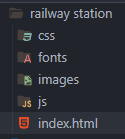 railway station
css
fonts
images
js
index.html